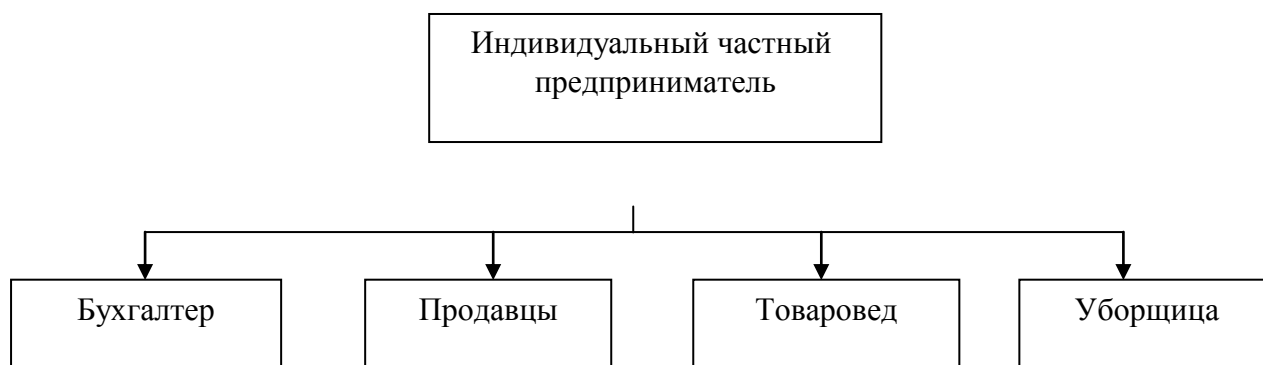 Индивидуальный частный
предприниматель
Бухгалтер
Продавцы
Товаровед
Уборщица